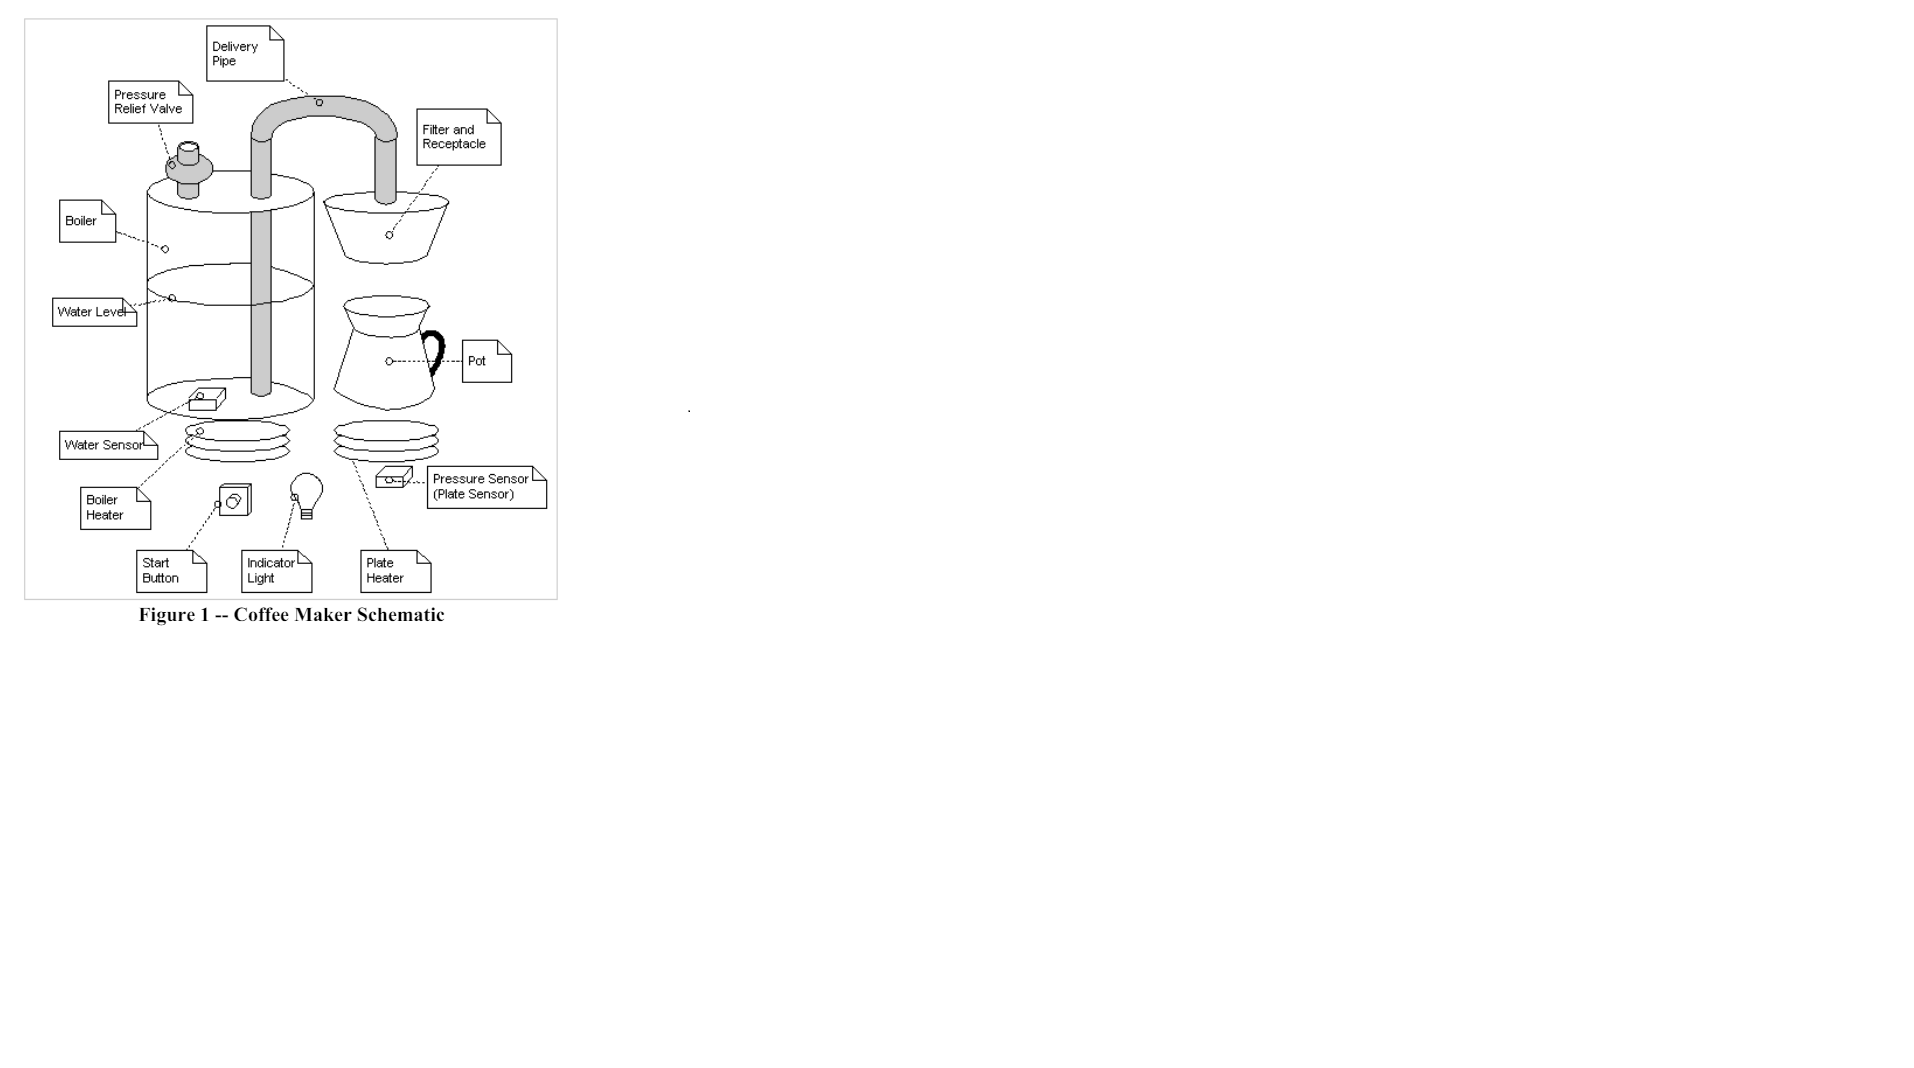 Delivery
Pipe
Pressure
Relief Valve
Filter and
Receptacle
Boiler
Water Level
Pot
Water Sensor
Pressure Sensor
(Plate Sensor)
Boiler
Heater
Start
Button
Indicator
Light
Plate
Heater
Figure 1 -- Coffee Maker Schematic